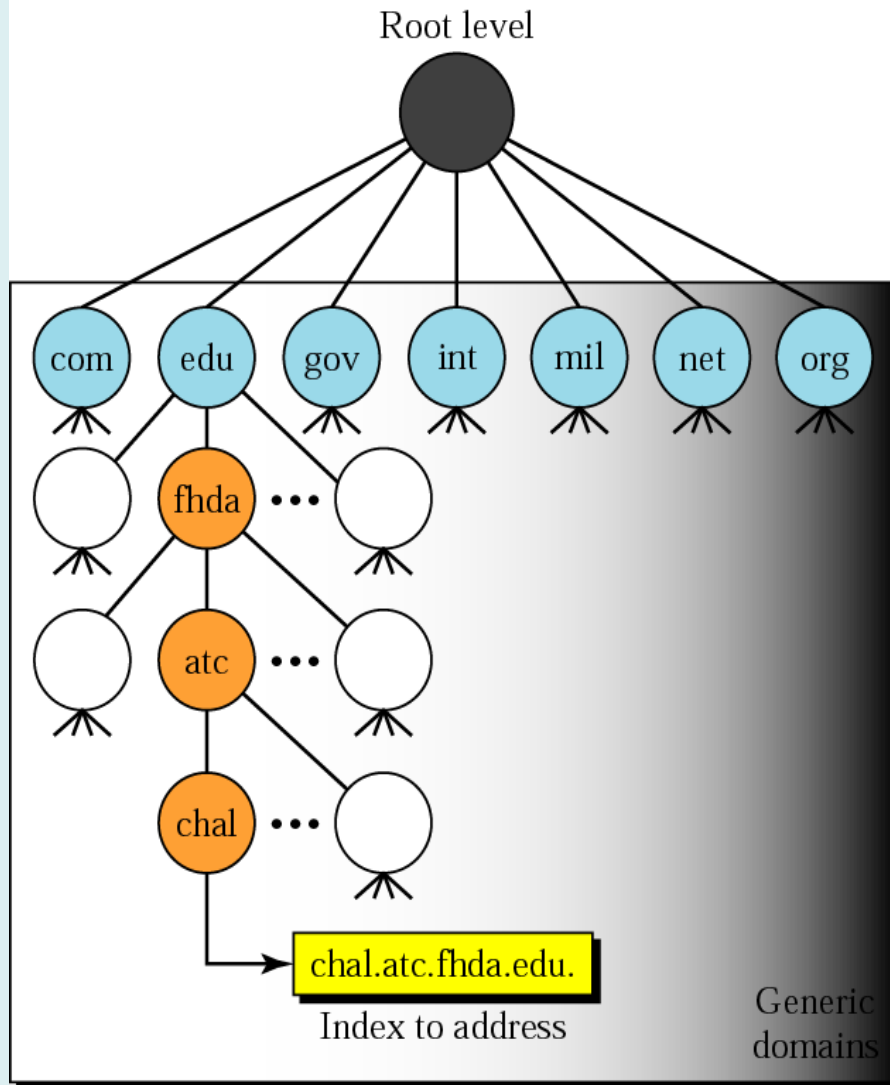 Root level
com edu gov int mil net org
fhda •••
atc •••
chal •••
chal.atc.fhda.edu.
Index to address
Generic
domains